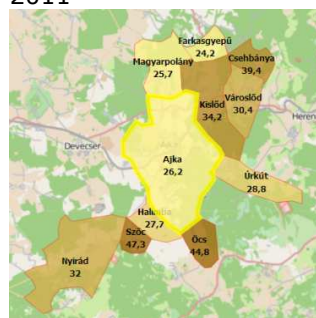 2011
Farkasgyepű
24,2
Magyarpolány
25,7
Csehbánya
39,4
Kislőd
34,2
Városlőd
30,4
Heren
Devecser
Ajka
26,2
Úrkút
28,8
Halimba
27,7
Szőc
47,3
Öcs
44,8
Nyirád
32